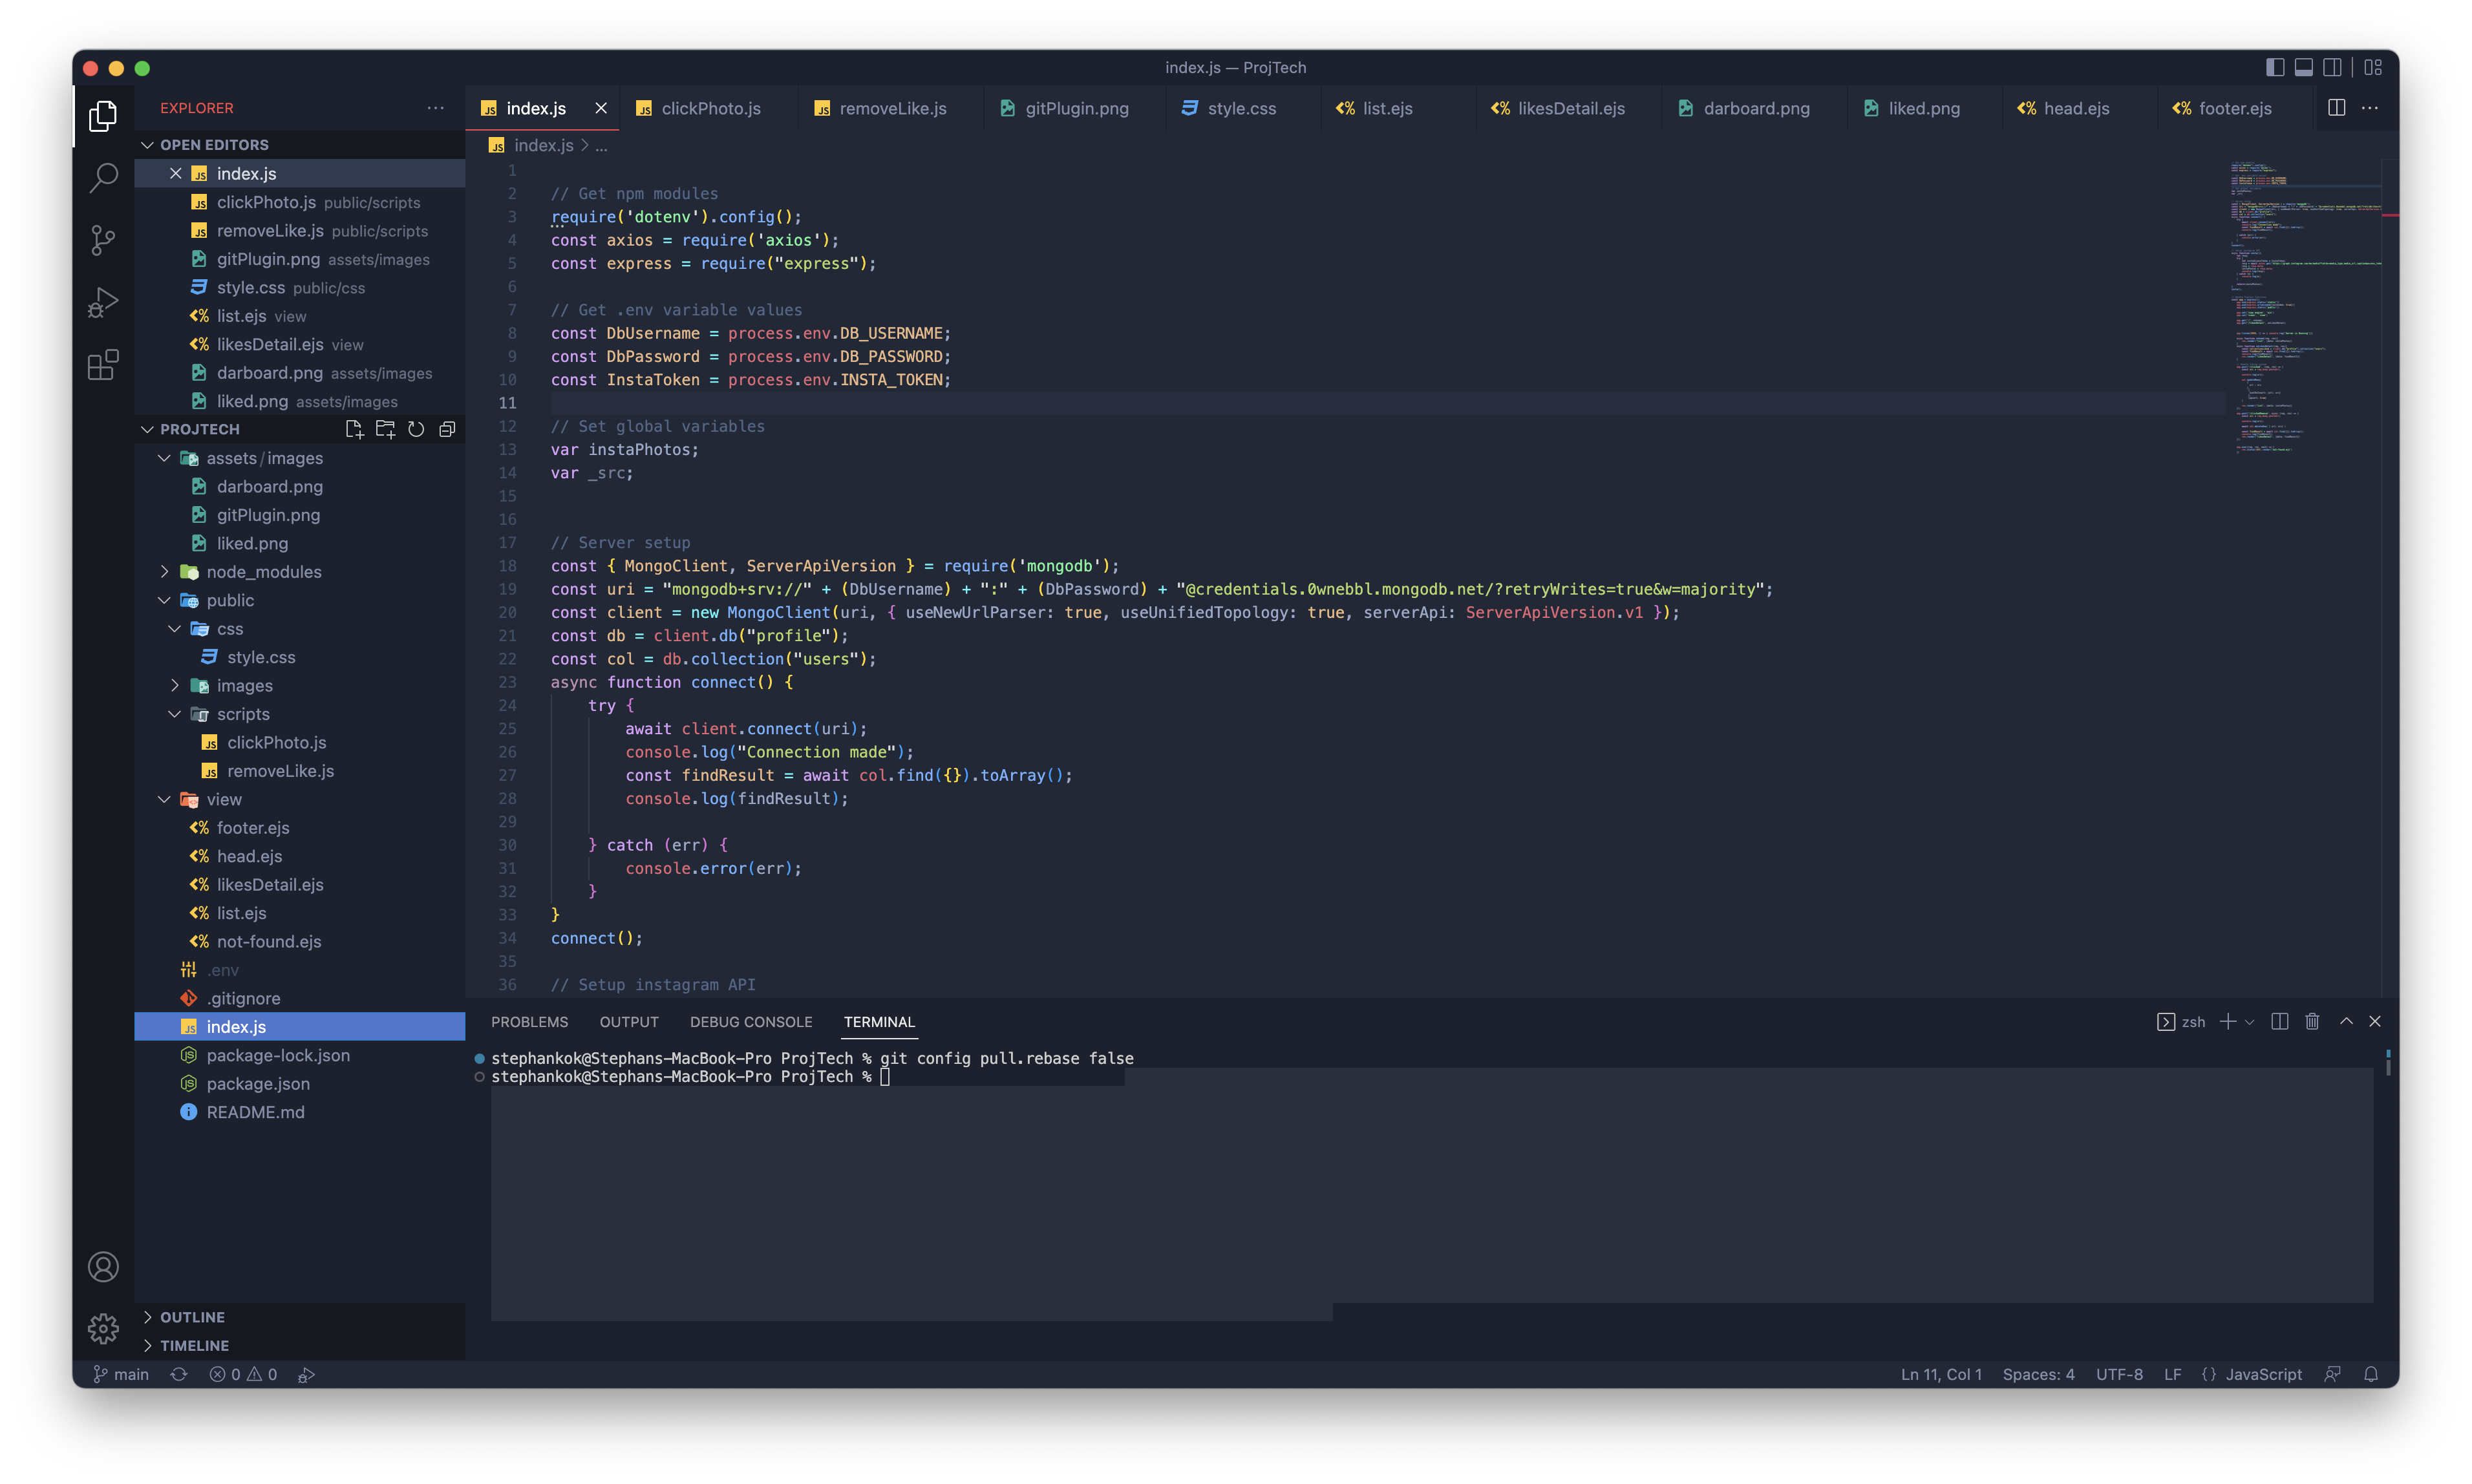 index.js — ProjTech
EXPLORER
OPEN EDITORS
index.js
clickPhoto.js public/scripts
removeLike.js public/scripts
gitPlugin.png assets/images
style.css public/css
list.ejs view
likesDetail.ejs view
darboard.png assets/images
liked.png assets/images
PROJTECH
assets/images
darboard.png
gitPlugin.png
liked.png
node_modules
public
css
style.css
images
scripts
clickPhoto.js
removeLike.js
view
footer.ejs
head.ejs
likesDetail.ejs
list.ejs
not-found.ejs
.env
.gitignore
index.js
package-lock.json
package.json
README.md
OUTLINE
TIMELINE
index.js clickPhoto.js removeLike.js gitPlugin.png style.css list.ejs likesDetail.ejs darboard.png liked.png head.ejs footer.ejs
index.js > ...
1
2 // Get npm modules
3 require('dotenv').config();
4 const axios = require('axios');
5 const express = require("express");
6
7 // Get .env variable values
8 const DbUsername = process.env.DB_USERNAME;
9 const DbPassword = process.env.DB_PASSWORD;
10 const InstaToken = process.env.INSTA_TOKEN;
11
12 // Set global variables
13 var instaPhotos;
14 var _src;
15
16
17 // Server setup
18 const { MongoClient, ServerApiVersion } = require('mongodb');
19 const uri = "mongodb+srv://" + (DbUsername) + ":" + (DbPassword) + "@credentials.0wnebbl.mongodb.net/?retryWrites=true&w=majority";
20 const client = new MongoClient(uri, { useNewUrlParser: true, useUnifiedTopology: true, serverApi: ServerApiVersion.v1 });
21 const db = client.db("profile");
22 const col = db.collection("users");
23 async function connect() {
24 try {
25 await client.connect(uri);
26 console.log("Connection made");
27 const findResult = await col.find({}).toArray();
28 console.log(findResult);
29
30 } catch (err) {
31 console.error(err);
32 }
33 }
34 connect();
35
36 // Setup instagram API
PROBLEMS OUTPUT DEBUG CONSOLE TERMINAL zsh
stephankok@Stephans-MacBook-Pro ProjTech % git config pull.rebase false
stephankok@Stephans-MacBook-Pro ProjTech %
main 0 0 Ln 11, Col 1 Spaces: 4 UTF-8 LF {} JavaScript